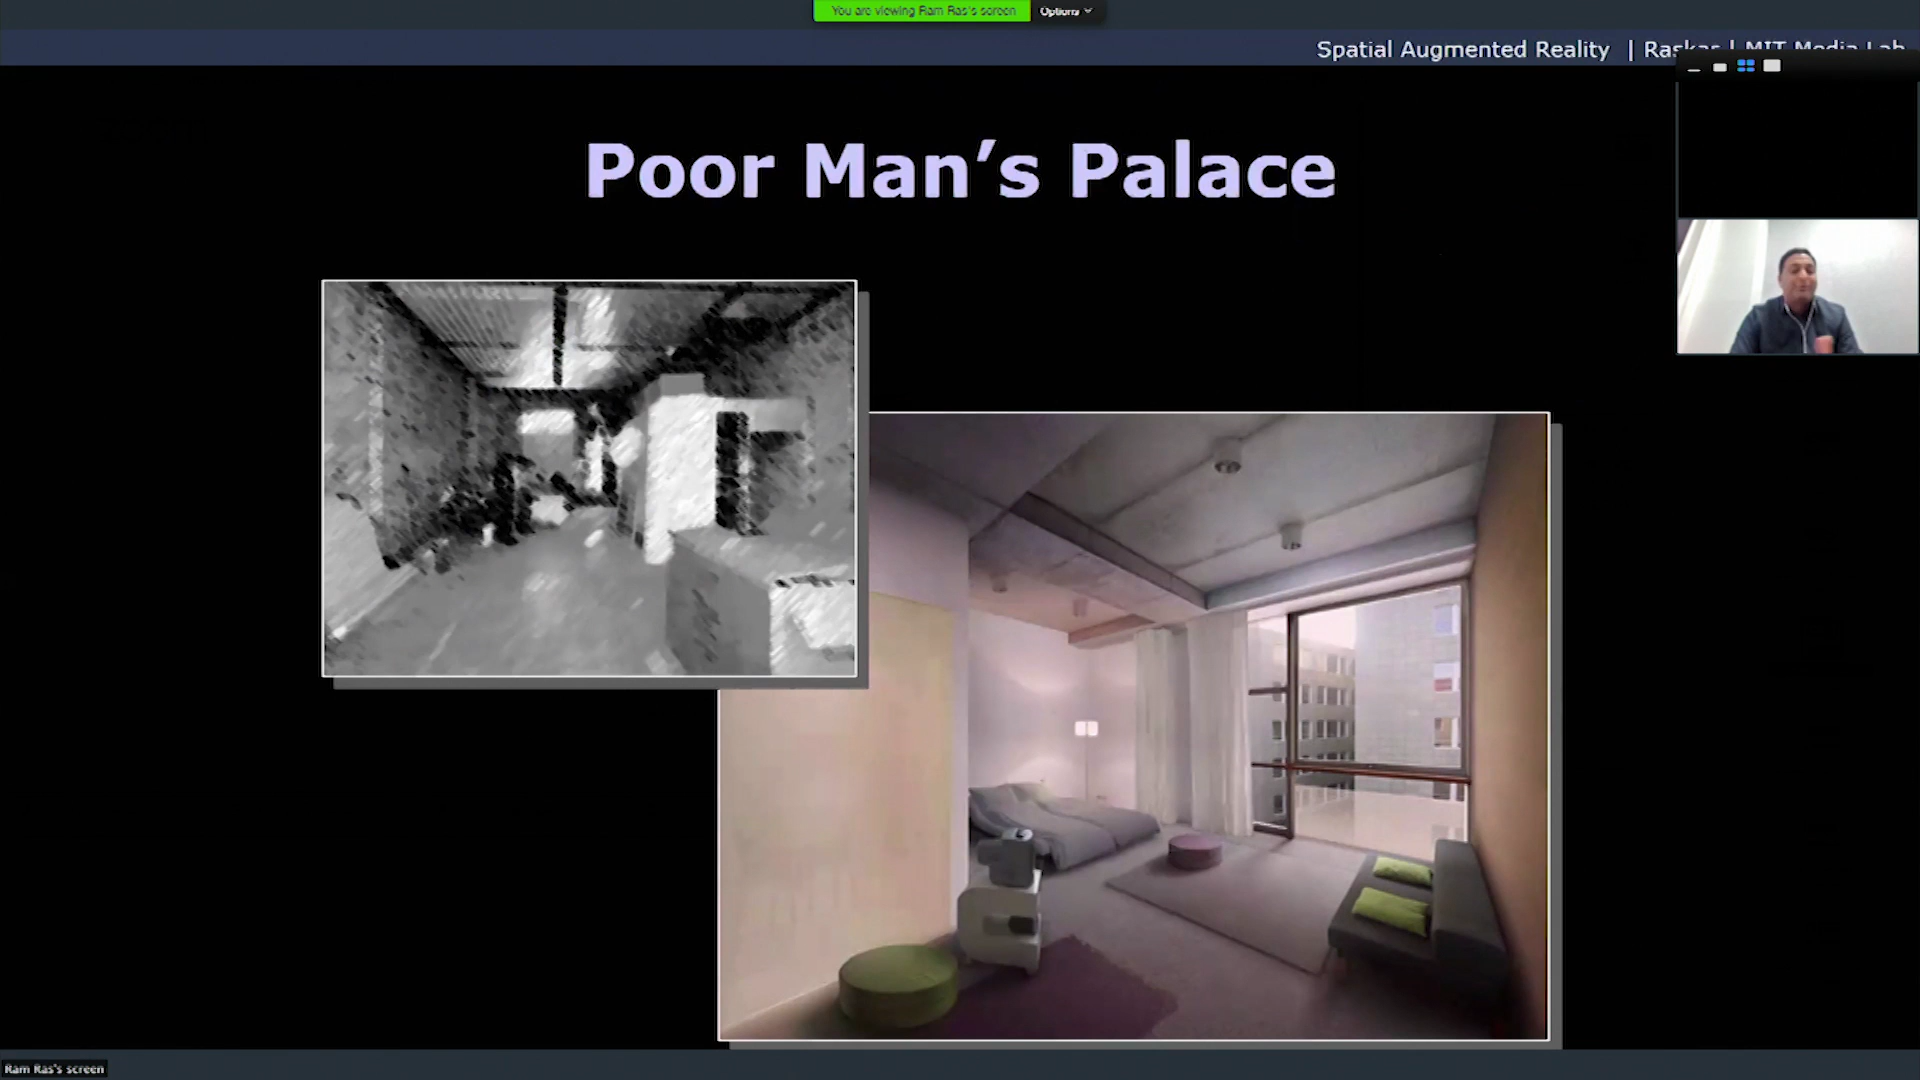 You are viewing Ram Ras's screen Options
Spatial Augmented Reality | Raskar | MIT Media Lab
Poor Man’s Palace
Ram Ras's screen